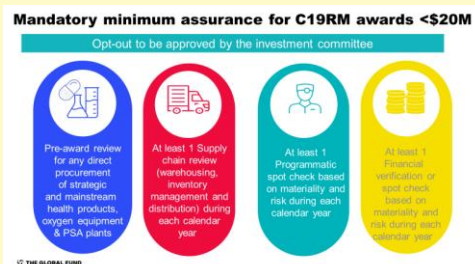 Mandatory minimum assurance for C19RM awards <$20M
Opt-out to be approved by the investment committee
Pre-award review
for any direct
procurement
of strategic
and mainstream
health products,
oxygen equipment
& PSA plants
At least 1 Supply
chain review
(warehousing,
inventory
management and
distribution) during
each calendar
year
At least 1
Programmatic
spot check based
on materiality and
risk during each
calendar year
At least 1
Financial
verification or
spot check
based on
materiality and
risk during each
calendar year
THE GLOBAL FUND